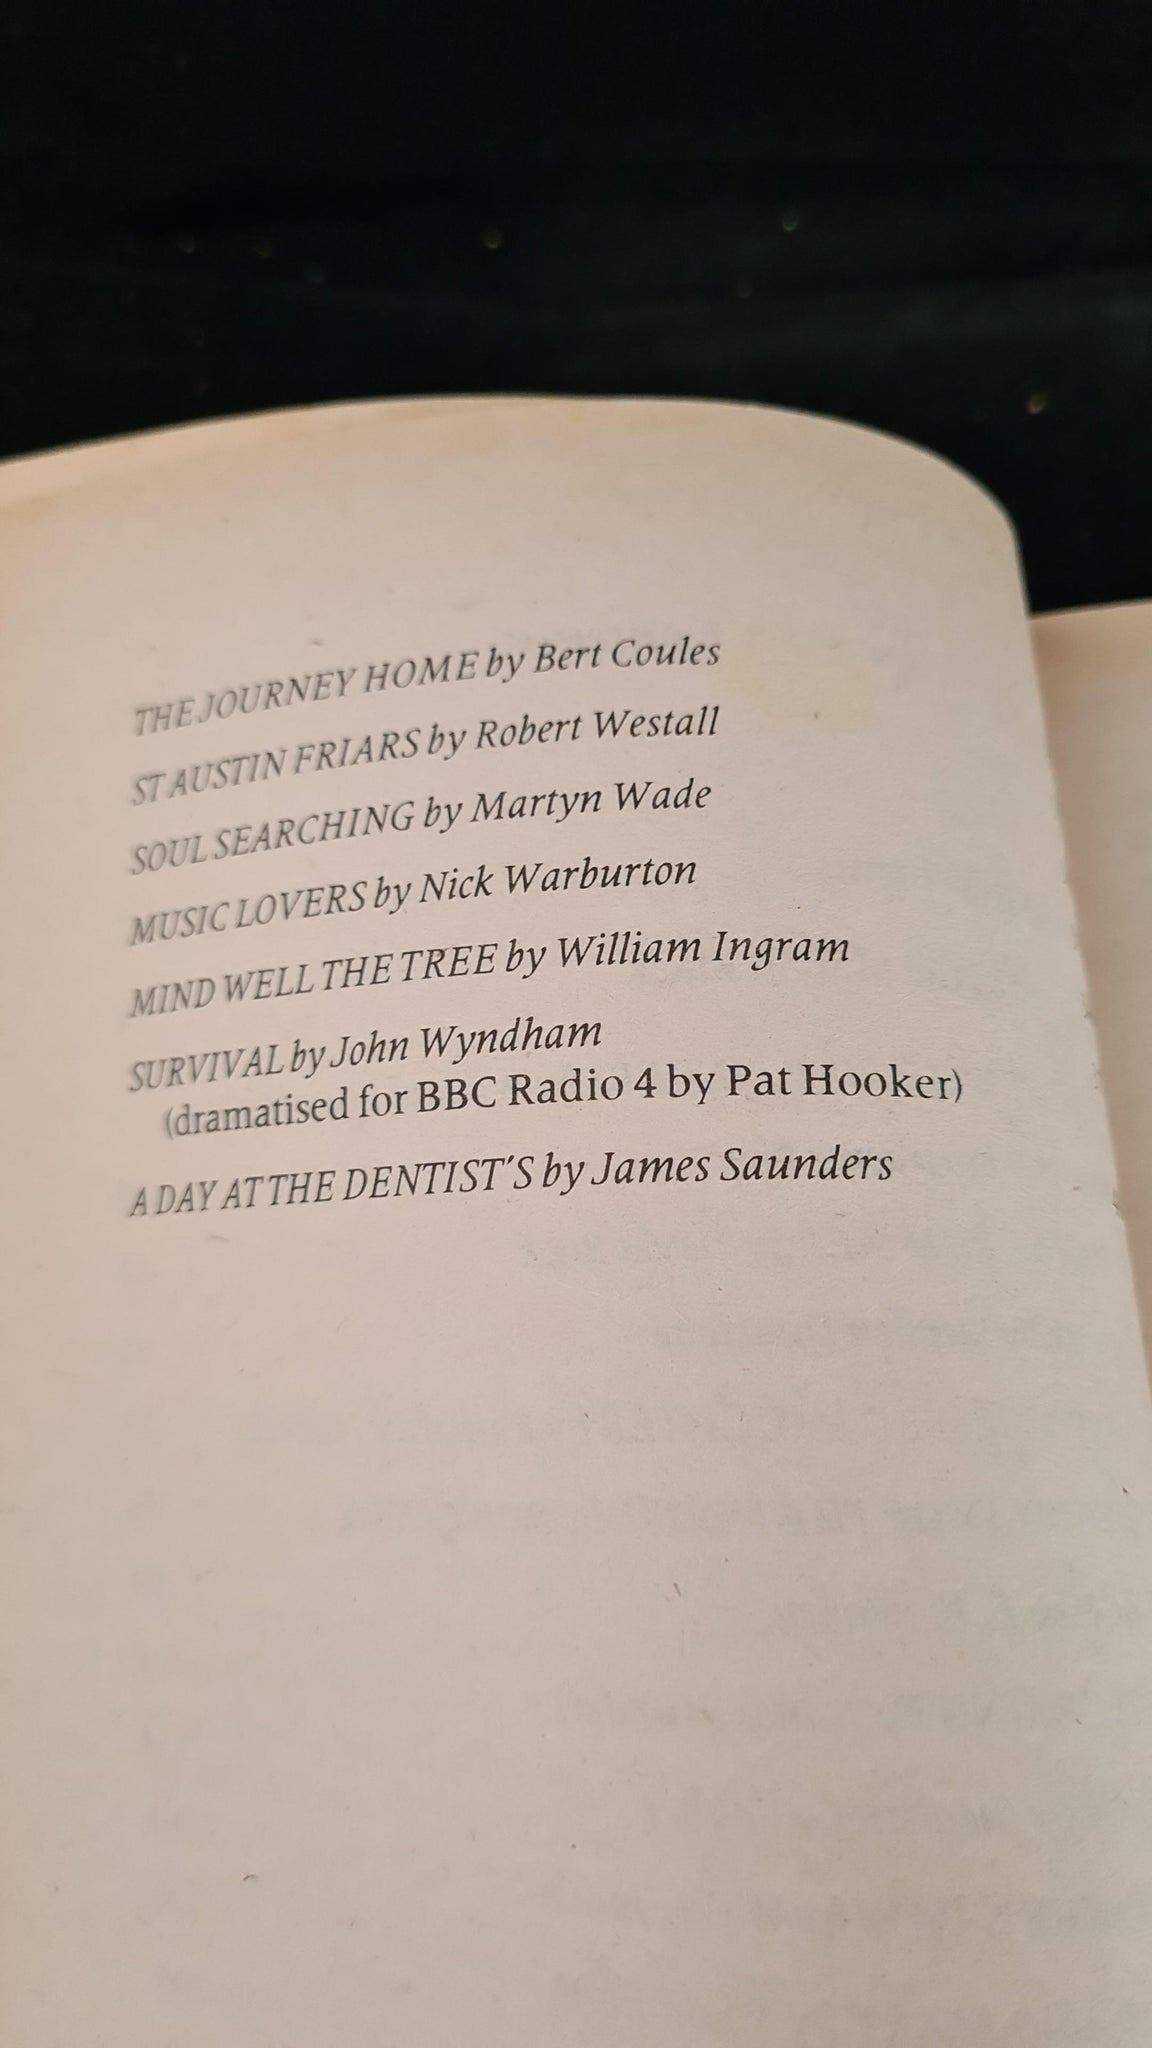 THE JOURNEY HOME by Bert Coules
ST AUSTIN FRIARS by Robert Westall
SOUL SEARCHING by Martyn Wade
MUSIC LOVERS by Nick Warburton
MIND WELL THE TREE by William Ingram
SURVIVAL by John Wyndham
(dramatised for BBC Radio 4 by Pat Hooker)
A DAY AT THE DENTIST'S by James Saunders